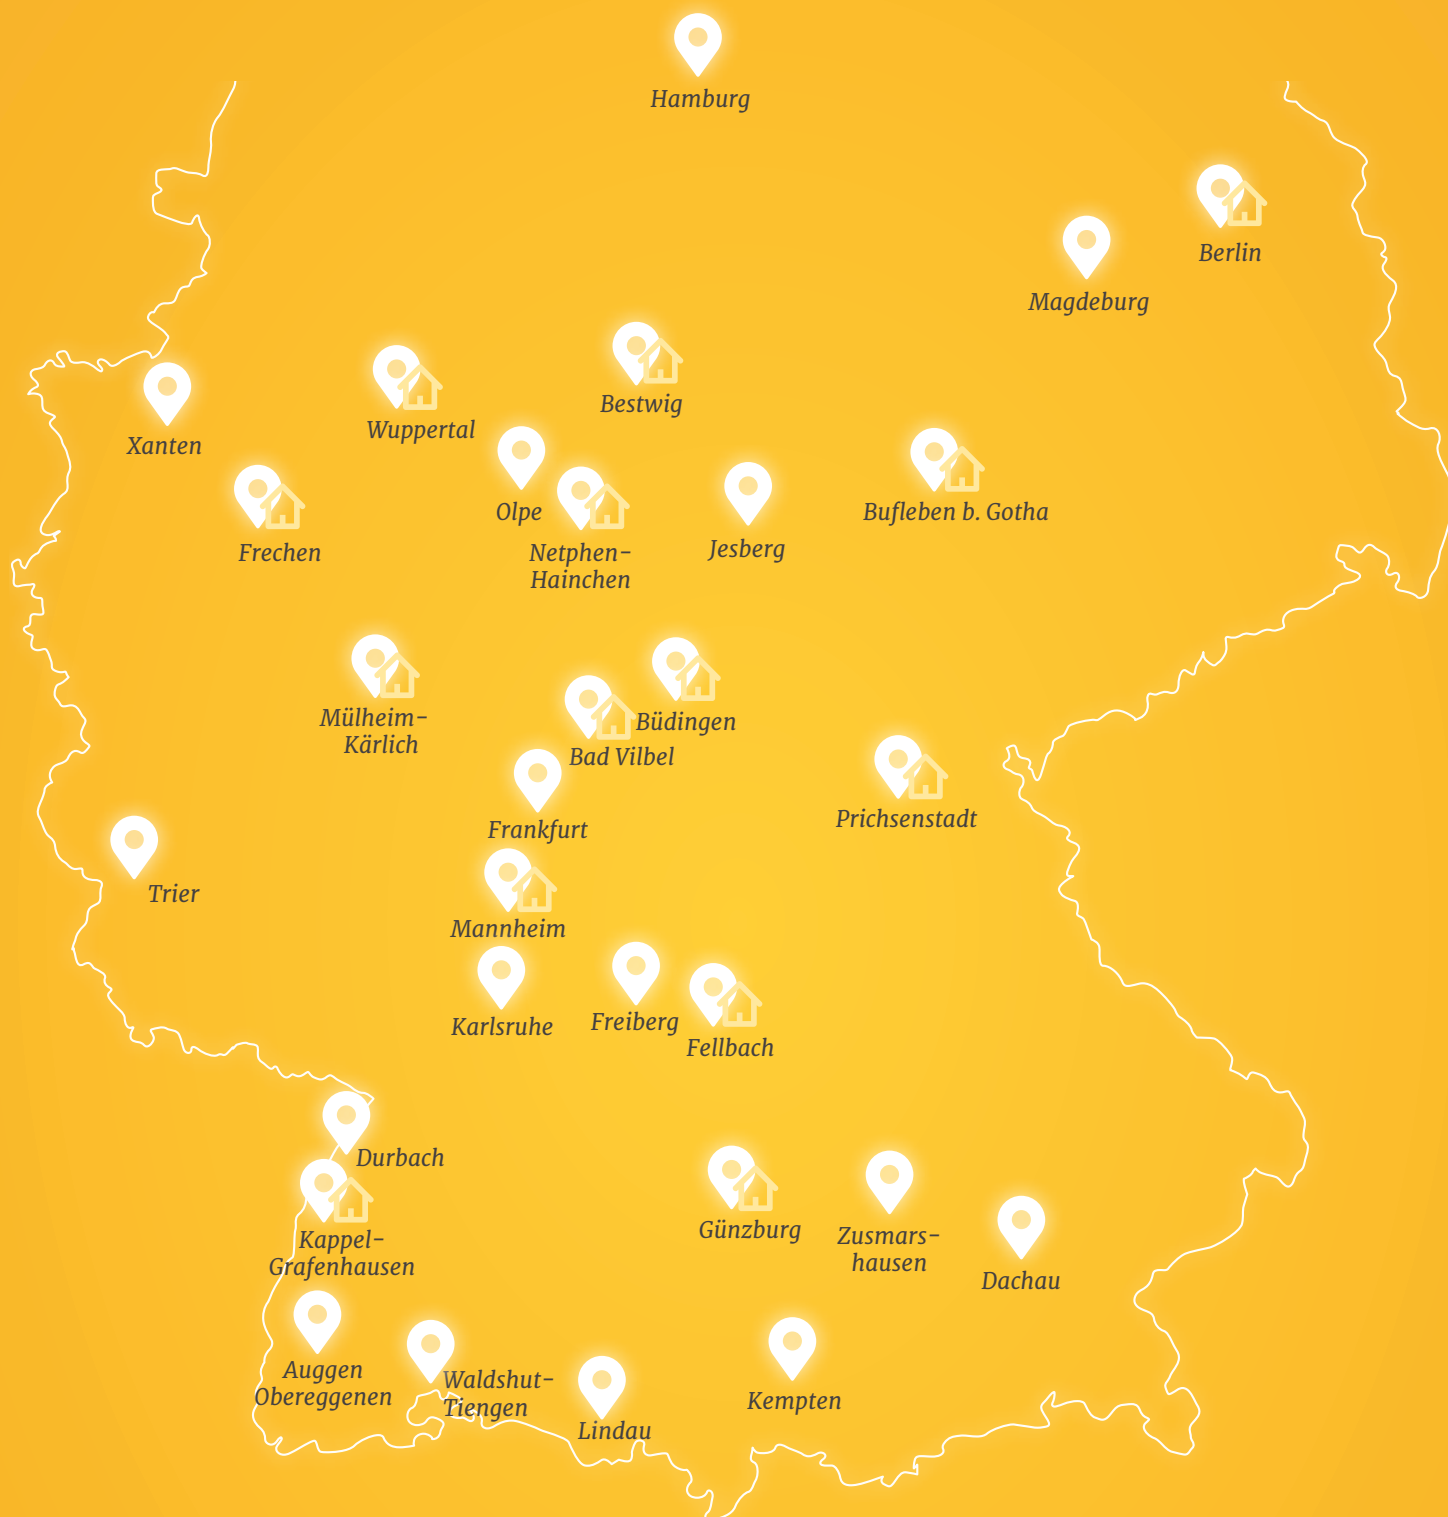 Hamburg
Berlin
Magdeburg
Bestwig
Wuppertal
Xanten
Olpe
Bufleben b. Gotha
Jesberg
Frechen
Netphen-
Hainchen
Mülheim-
Kärlich
Büdingen
Bad Vilbel
Prichsenstadt
Frankfurt
Trier
Mannheim
Karlsruhe
Freiberg
Fellbach
Durbach
Kappel-
Grafenhausen
Günzburg
Zusmars-
hausen
Dachau
Auggen
Obereggenen
Waldshut-
Tiengen
Lindau
Kempten